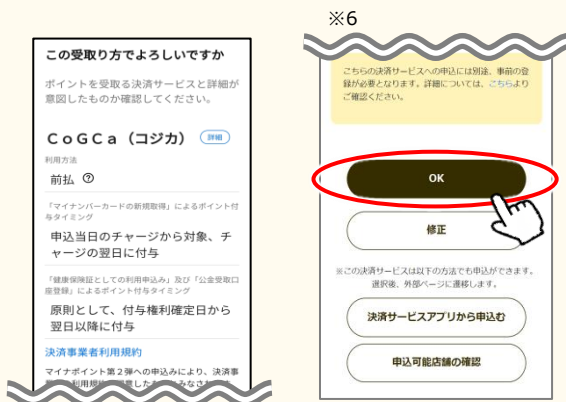 この受取り方でよろしいですか
ポイントを受る決済サービスと詳細が
意図したものか確認してください。
CoGCa（コジカ） 詳細
利用方法
前払 ?
「マイナンバーカードの新規取得」によるポイント付
与タイミング
申込当日のチャージから対象、チ
ャージの翌日に付与
「健康保険証としての利用申込み」及び「公金受取口
座登録」によるポイント付与タイミング
原則として、付与権利確定日から
翌日以降に付与
決済事業者利用規約
マイナポイント第２弾への申込みにより、決済事
※6
こちらの決済サービスへの申込には別途、事前の登
録が必要となります。詳細については、こちらより
ご確認ください。
OK
修正
※この決済サービスは以下の方法でも申込ができます。
選択後、外部ページに遷移します。
決済サービスアプリから申込む
申込可能店舗の確認